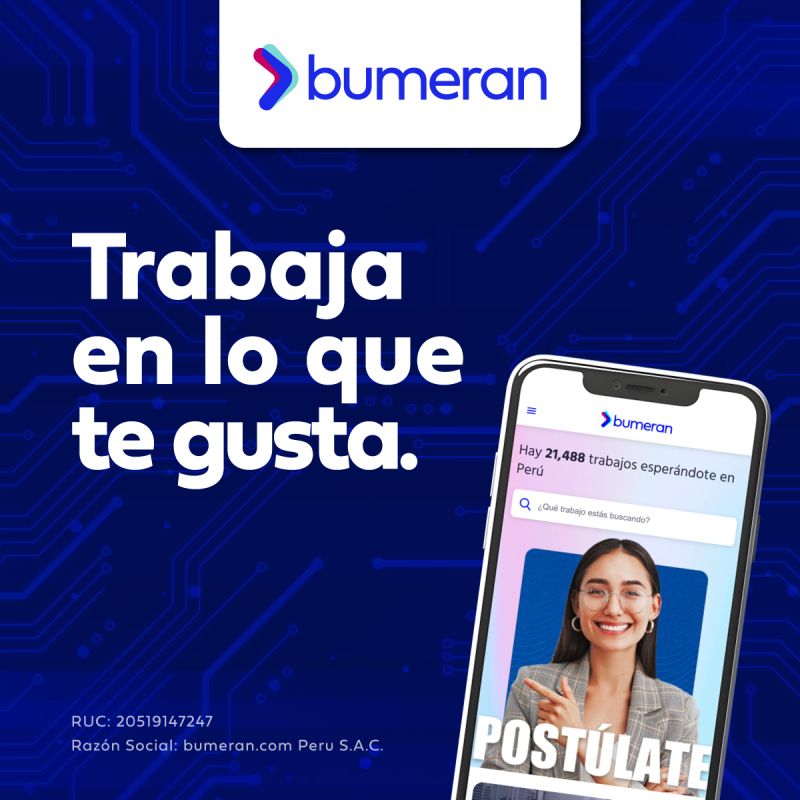 bumeran
Trabaja
en lo que
te gusta.
bumeran
Hay 21,488 trabajos esperándote en
Perú
¿Qué trabajo estás buscando?
POSTÚLATE
RUC: 20519147247
Razón Social: bumeran.com Peru S.A.C.